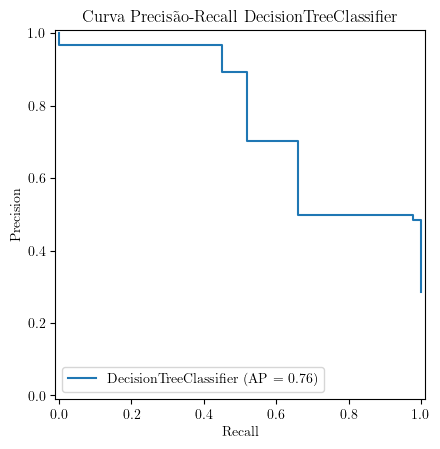 Curva Precisão-Recall DecisionTreeClassifier
1.0
0.8
0.6
0.4
0.2
0.0
Precision
DecisionTreeClassifier (AP = 0.76)
0.0 0.2 0.4 0.6 0.8 1.0
Recall